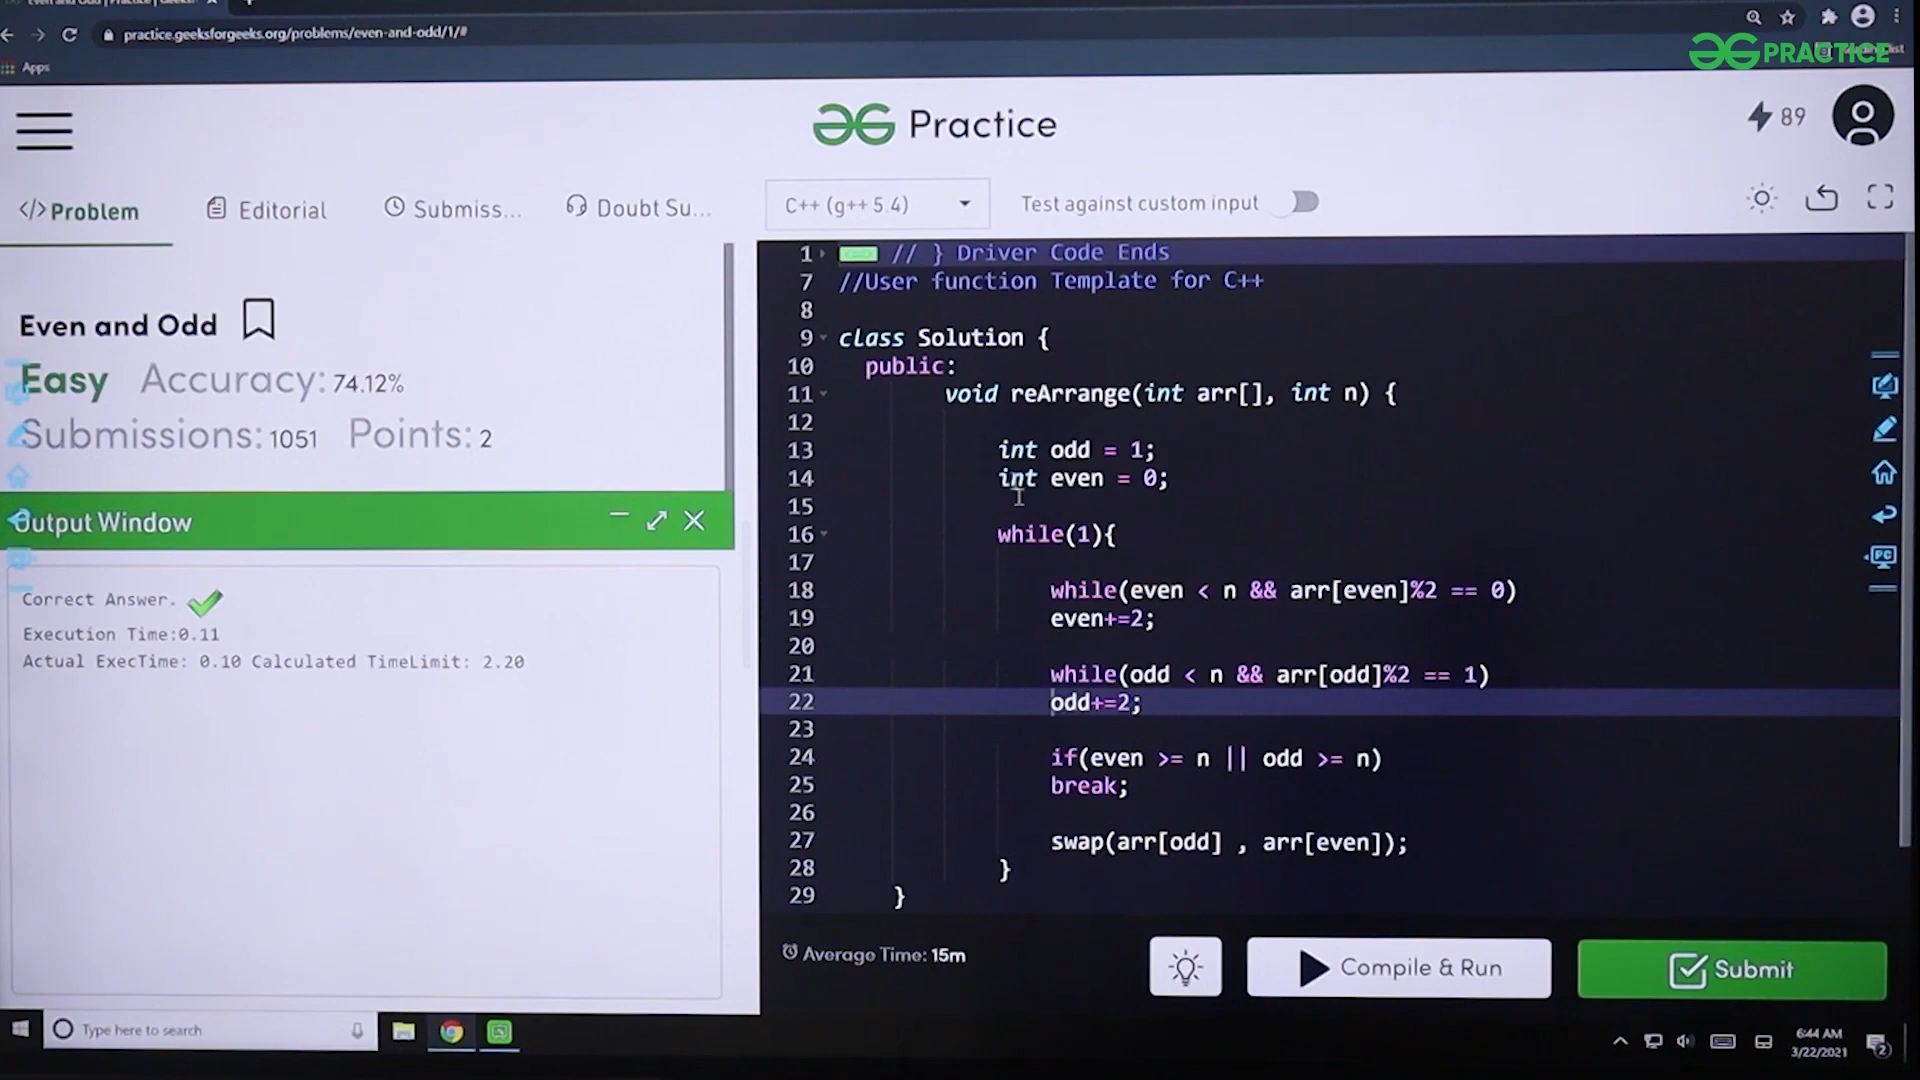 practice.geeksforgeeks.org/problems/even-and-odd/1/#
Apps
PRACTICE
Practice
89
</>Problem
Editorial
Submiss...
Doubt Su...
C++ (g++ 5.4)
Test against custom input
Even and Odd
Easy Accuracy: 74.12%
Submissions: 1051 Points: 2
Output Window
Correct Answer.
Execution Time:0.11
Actual ExecTime: 0.10 Calculated TimeLimit: 2.20
1 // } Driver Code Ends
7 //User function Template for C++
8
9 class Solution {
10 public:
11 void reArrange(int arr[], int n) {
12
13 int odd = 1;
14 int even = 0;
15
16 while(1){
17
18 while(even < n && arr[even]%2 == 0)
19 even+=2;
20
21 while(odd < n && arr[odd]%2 == 1)
22 odd+=2;
23
24 if(even >= n || odd >= n)
25 break;
26
27 swap(arr[odd] , arr[even]);
28 }
29 }
Average Time: 15m
Compile & Run
Submit
Type here to search
PC
6:44 AM
3/22/2021
2